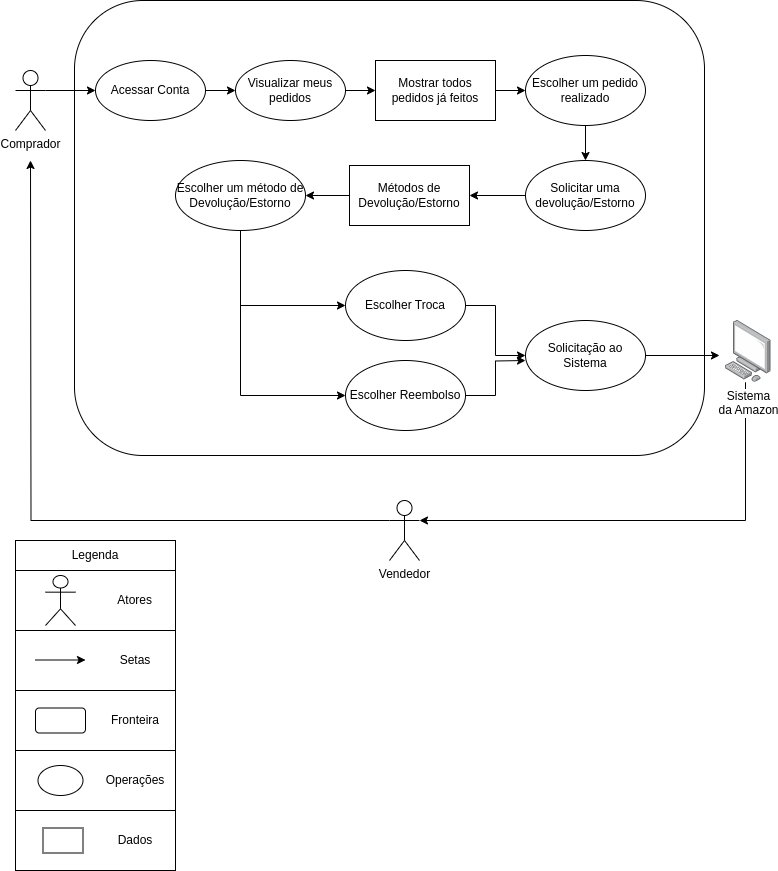 Comprador
Acessar Conta
Visualizar meus
pedidos
Mostrar todos
pedidos já feitos
Escolher um pedido
realizado
Escolher um método de
Devolução/Estorno
Métodos de
Devolução/Estorno
Solicitar uma
devolução/Estorno
Escolher Troca
Escolher Reembolso
Solicitação ao
Sistema
Sistema
da Amazon
Vendedor
Legenda
Atores
Setas
Fronteira
Operações
Dados